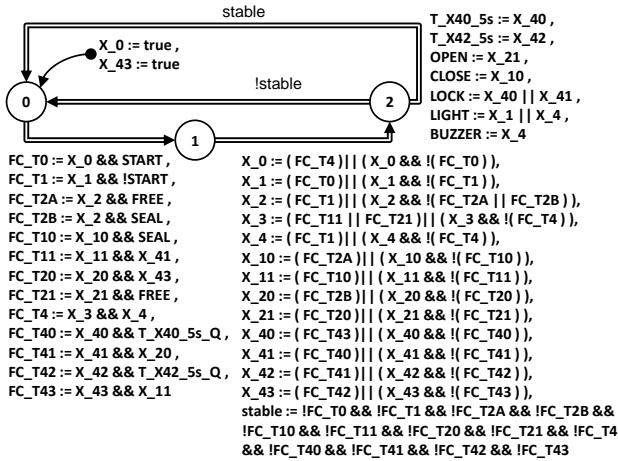 stable
X_0 := true ,
X_43 := true
!stable
0
1
2
T_X40_5s := X_40 ,
T_X42_5s := X_42 ,
OPEN := X_21 ,
CLOSE := X_10 ,
LOCK := X_40 || X_41 ,
LIGHT := X_1 || X_4 ,
BUZZER := X_4
FC_T0 := X_0 && START ,
FC_T1 := X_1 && !START ,
FC_T2A := X_2 && FREE ,
FC_T2B := X_2 && SEAL ,
FC_T10 := X_10 && SEAL ,
FC_T11 := X_11 && X_41 ,
FC_T20 := X_20 && X_43 ,
FC_T21 := X_21 && FREE ,
FC_T4 := X_3 && X_4 ,
FC_T40 := X_40 && T_X40_5s_Q ,
FC_T41 := X_41 && X_20 ,
FC_T42 := X_42 && T_X42_5s_Q ,
FC_T43 := X_43 && X_11
X_0 := ( FC_T4 )|| ( X_0 && !( FC_T0 ) ),
X_1 := ( FC_T0 )|| ( X_1 && !( FC_T1 ) ),
X_2 := ( FC_T1 )|| ( X_2 && !( FC_T2A || FC_T2B ) ),
X_3 := ( FC_T11 || FC_T21 )|| ( X_3 && !( FC_T4 ) ),
X_4 := ( FC_T1 )|| ( X_4 && !( FC_T4 ) ),
X_10 := ( FC_T2A )|| ( X_10 && !( FC_T10 ) ),
X_11 := ( FC_T10 )|| ( X_11 && !( FC_T11 ) ),
X_20 := ( FC_T2B )|| ( X_20 && !( FC_T20 ) ),
X_21 := ( FC_T20 )|| ( X_21 && !( FC_T21 ) ),
X_40 := ( FC_T43 )|| ( X_40 && !( FC_T40 ) ),
X_41 := ( FC_T40 )|| ( X_41 && !( FC_T41 ) ),
X_42 := ( FC_T41 )|| ( X_42 && !( FC_T42 ) ),
X_43 := ( FC_T42 )|| ( X_43 && !( FC_T43 ) ),
stable := !FC_T0 && !FC_T1 && !FC_T2A && !FC_T2B &&
!FC_T10 && !FC_T11 && !FC_T20 && !FC_T21 && !FC_T4
&& !FC_T40 && !FC_T41 && !FC_T42 && !FC_T43